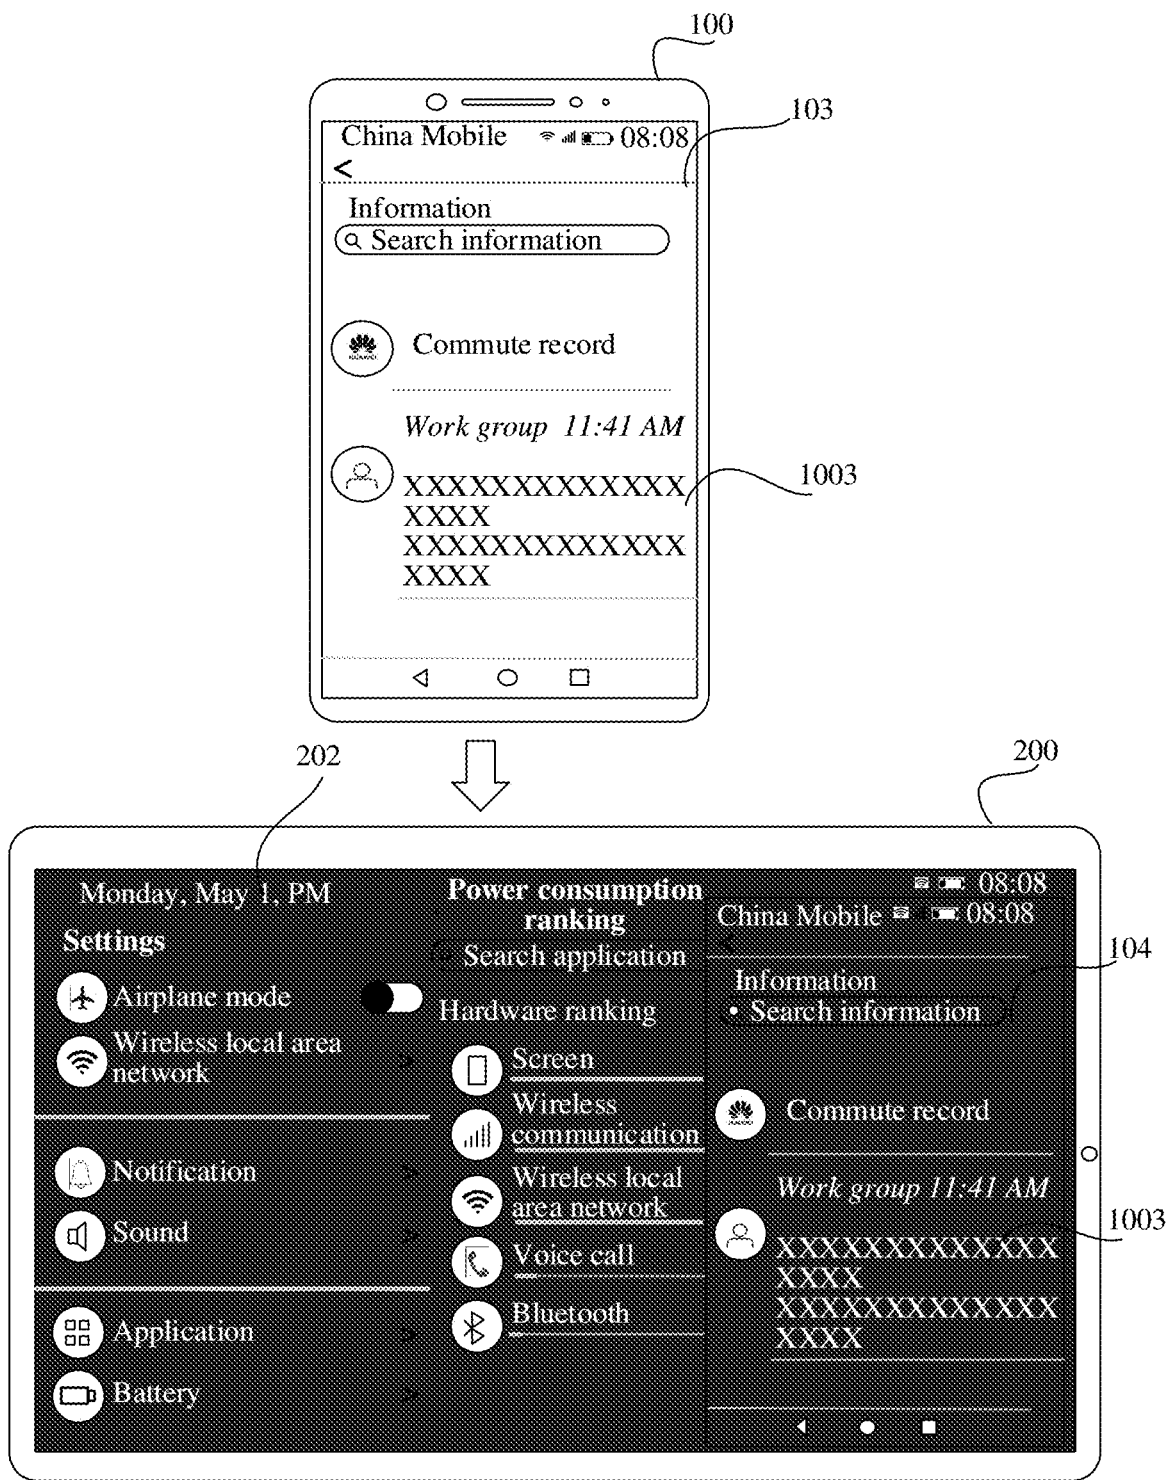 100
103
China Mobile 08:08
<
Information
Search information
Commute record
Work group 11:41 AM
1003
XXXXXXXXXXXXX
XXXX
XXXXXXXXXXXXX
XXXX
202
200
Monday, May 1, PM
Settings
Airplane mode
Wireless local area
network
>
Notification
>
Sound
>
Application
>
Battery
>
Power consumption
ranking
Search application
Hardware ranking
Screen
Wireless
communication
Wireless local
area network
Voice call
Bluetooth
08:08
China Mobile 08:08
<
104
Information
Search information
Commute record
Work group 11:41 AM
1003
XXXXXXXXXXXXX
XXXX
XXXXXXXXXXXXX
XXXX